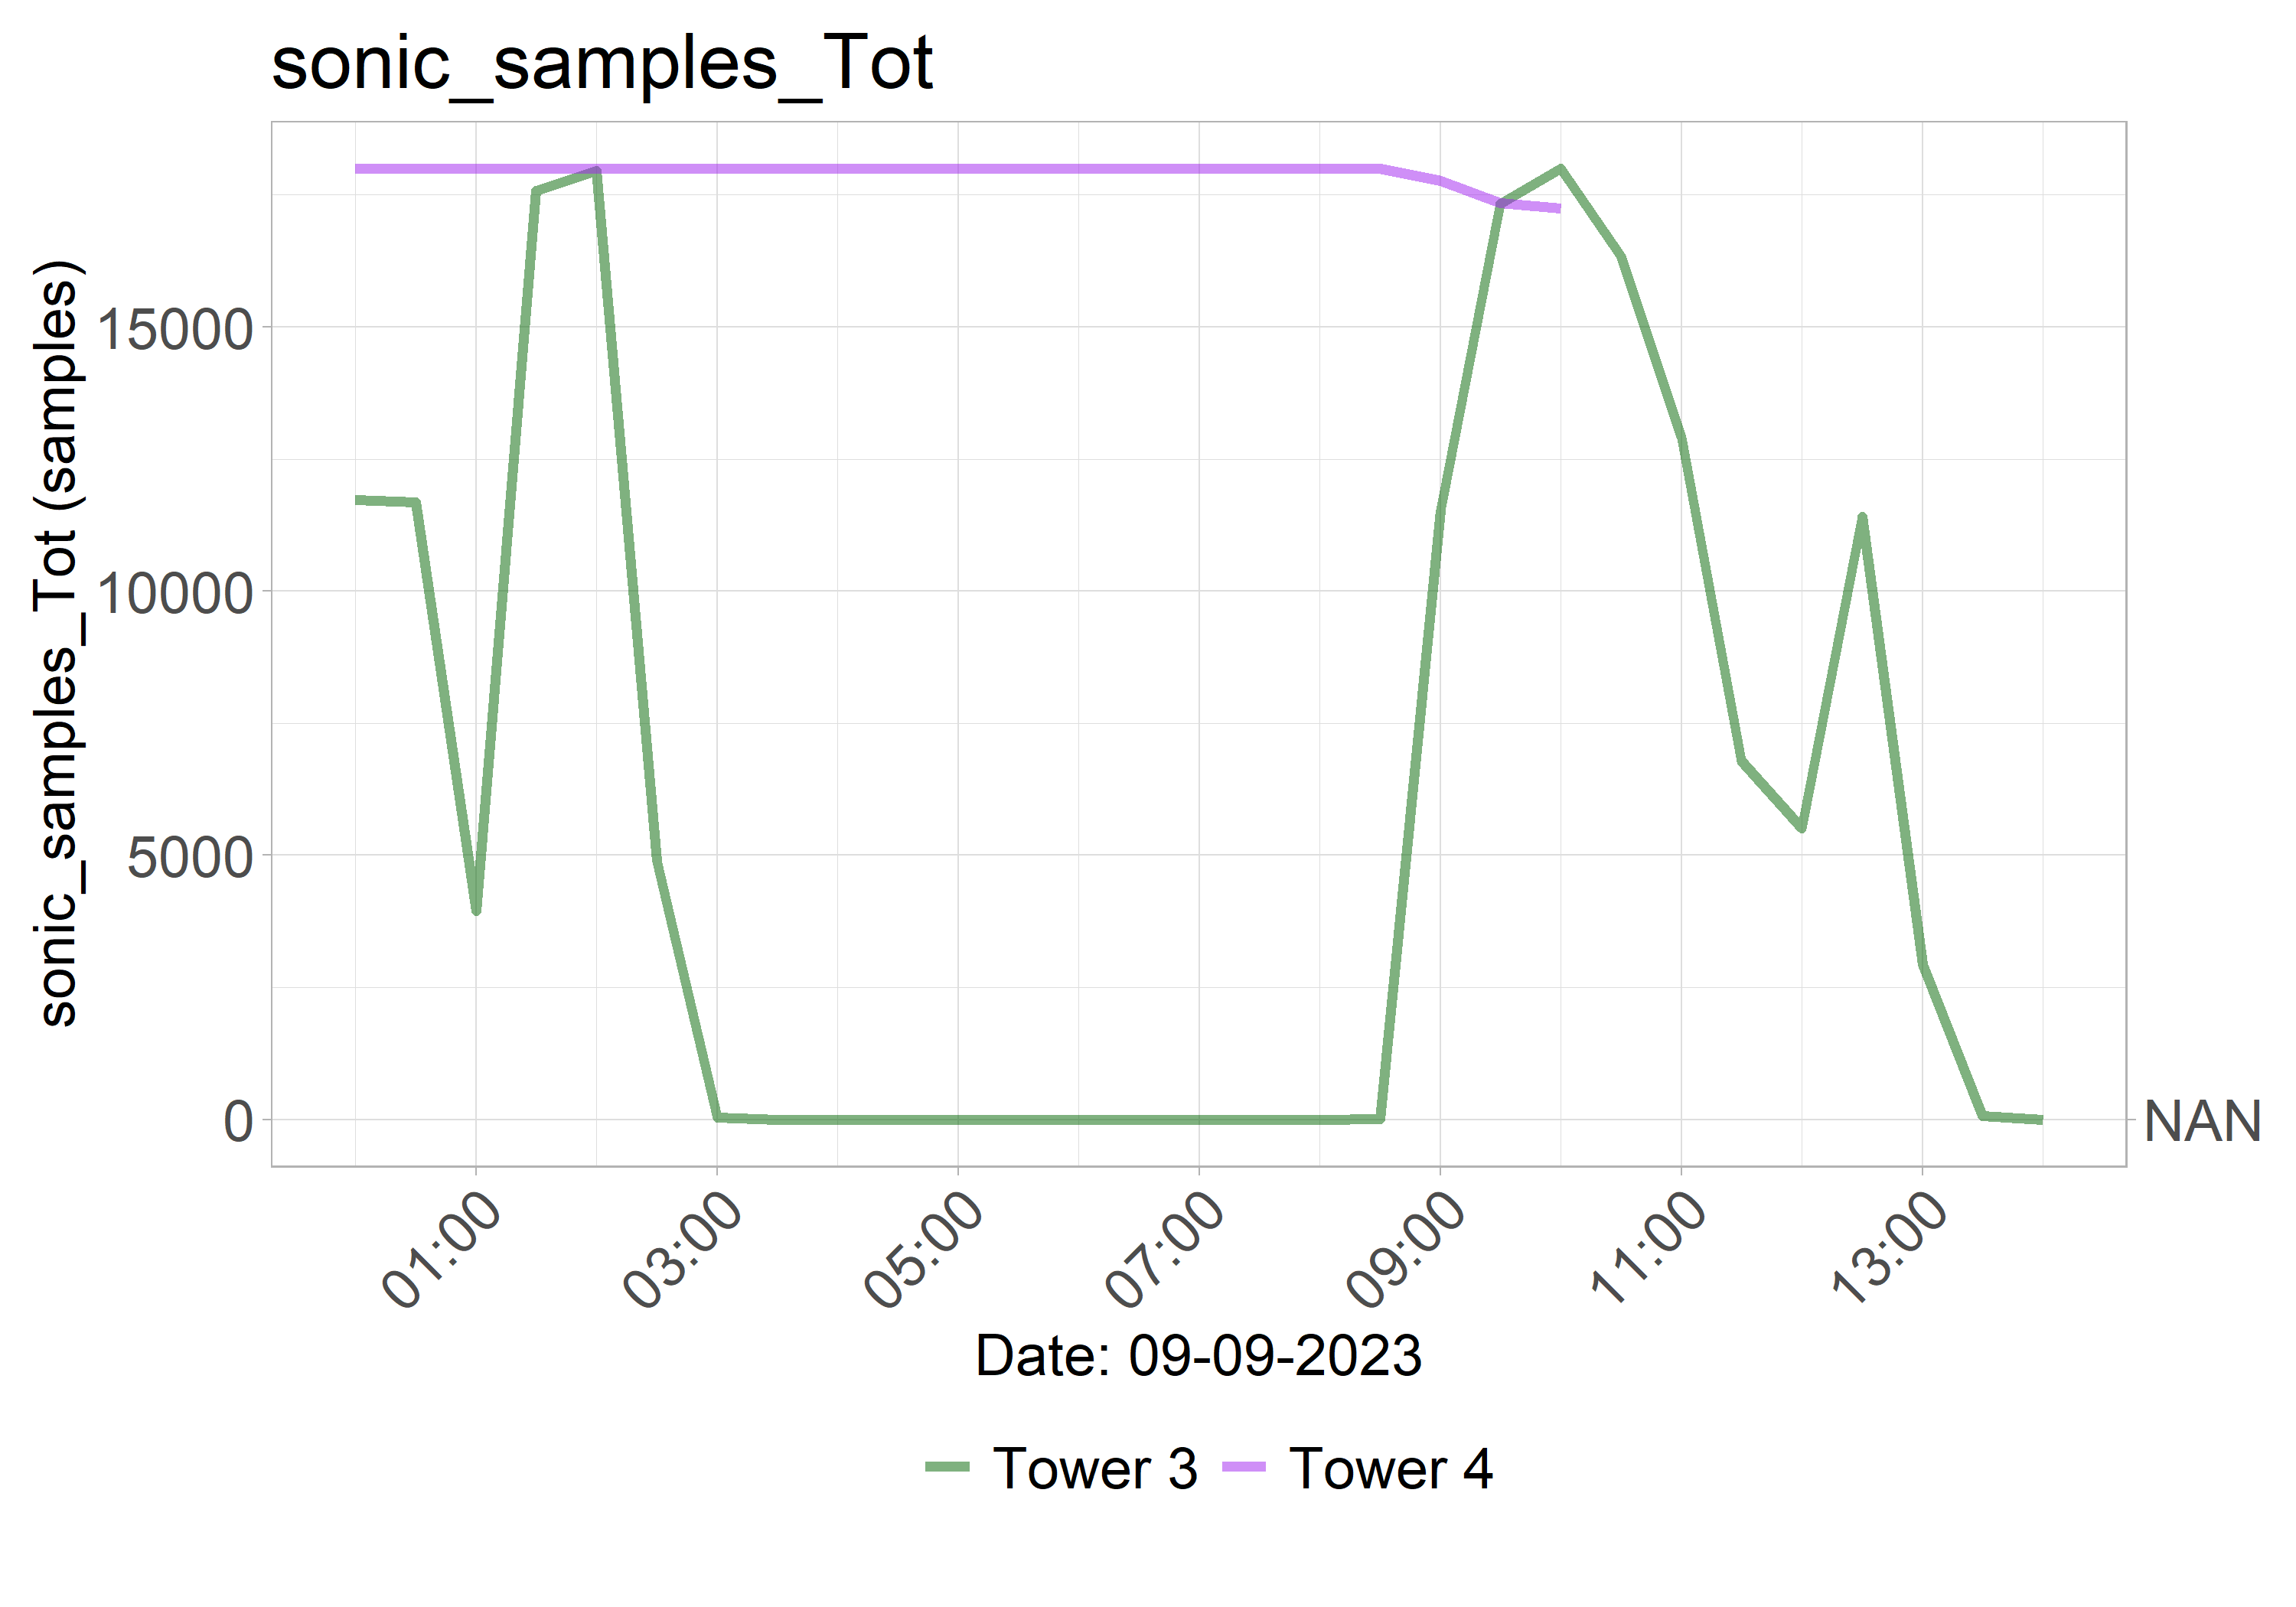 sonic_samples_Tot
sonic_samples_Tot (samples)
15000
10000
5000
0
NAN
01:00
03:00
05:00
07:00
09:00
11:00
13:00
Date: 09-09-2023
Tower 3
Tower 4